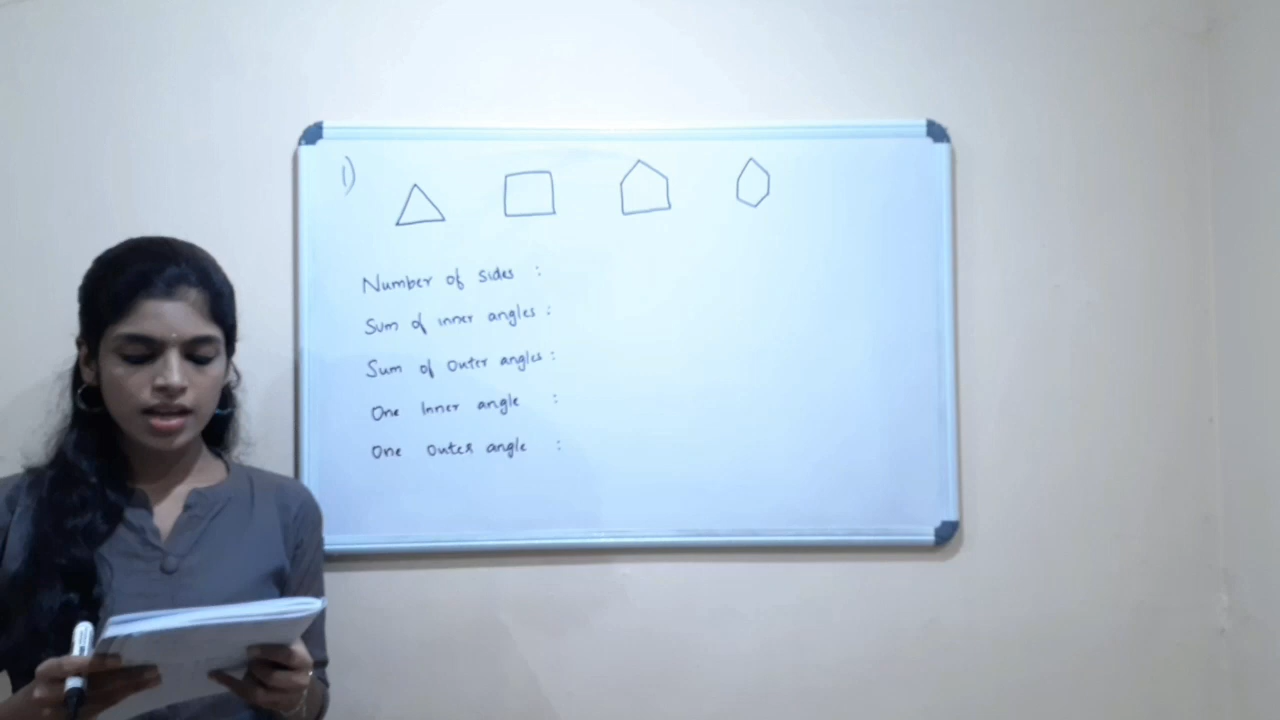 1)
Number of sides :
Sum of inner angles :
Sum of outer angles :
One Inner angle :
One outer angle :